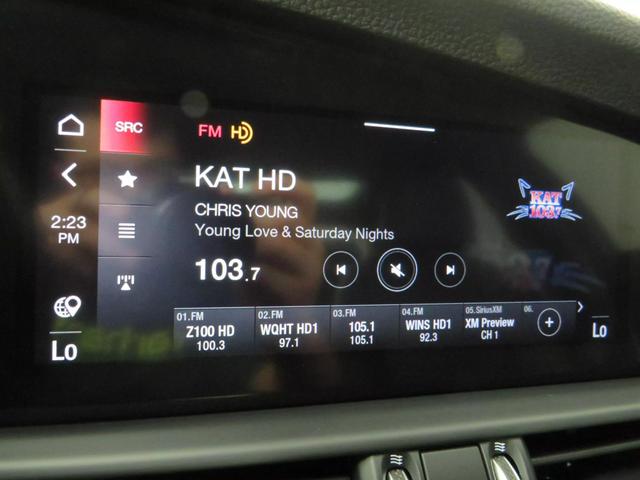 SRC
FM HD
KAT HD
CHRIS YOUNG
Young Love & Saturday Nights
103.7
KAT
103.7
2:23
PM
01.FM
Z100 HD
100.3
02.FM
WQHT HD1
97.1
03.FM
105.1
105.1
04.FM
WINS HD1
92.3
05.SiriusXM
XM Preview
CH 1
06.
Lo
Lo